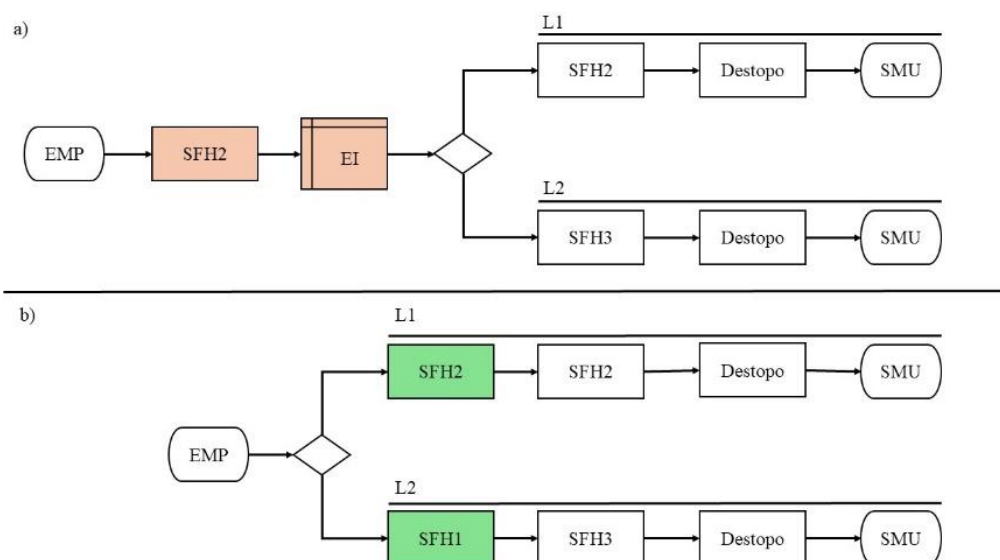 a)
L1
SFH2 Destopo SMU
EMP SFH2 EI
L2
SFH3 Destopo SMU
b)
L1
SFH2 SFH2 Destopo SMU
EMP
L2
SFH1 SFH3 Destopo SMU